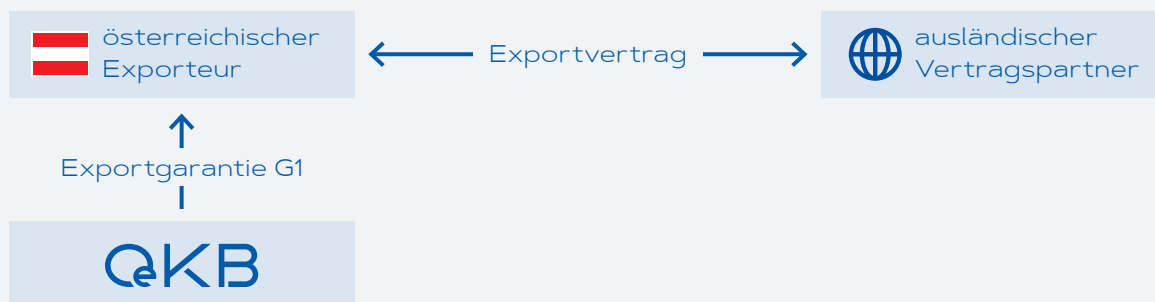 österreichischer
Exporteur
Exportvertrag
ausländischer
Vertragspartner
Exportgarantie G1
OeKB